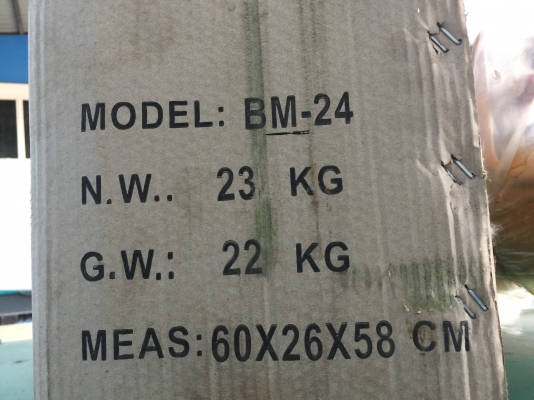 MODEL: BM-24
N.W.. 23 KG
G.W.: 22 KG
MEAS: 60X26X58 CM